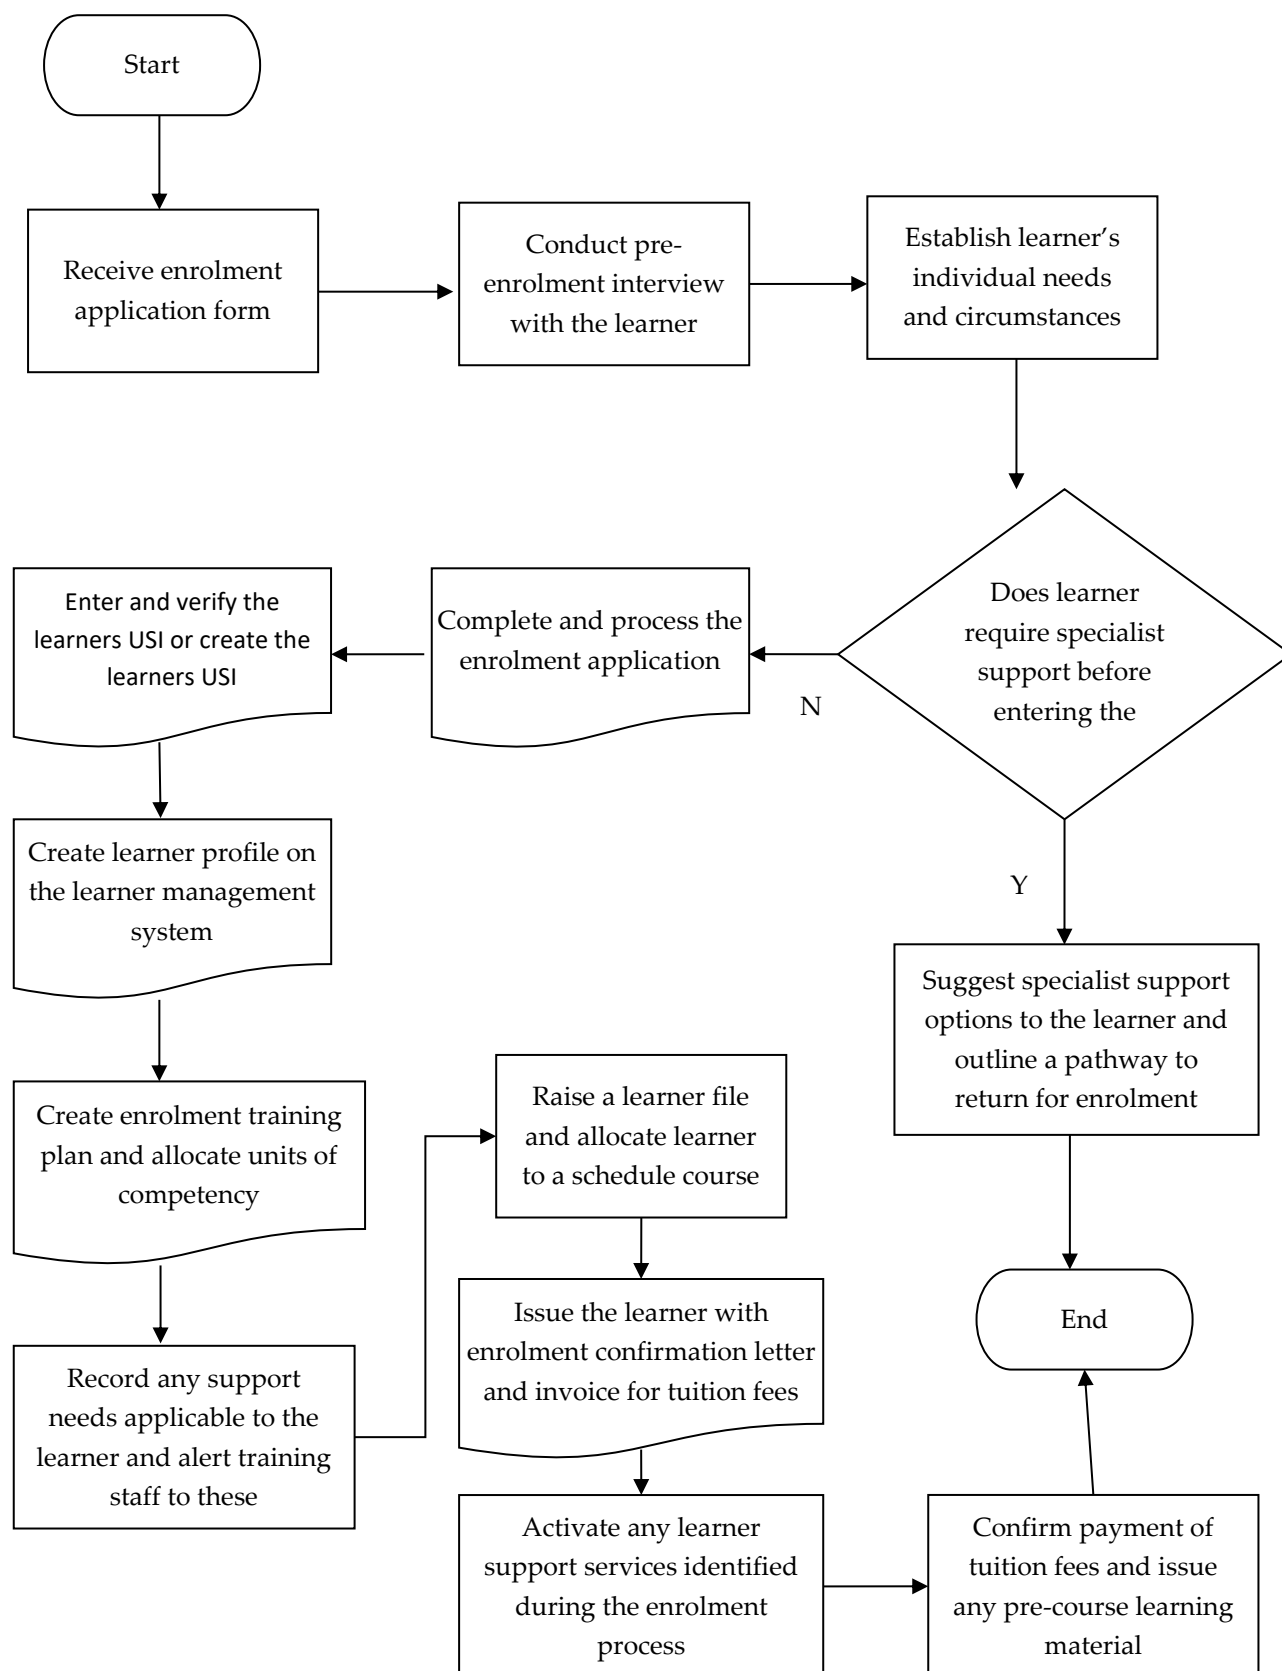 Start
Receive enrolment
application form
Conduct pre-
enrolment interview
with the learner
Establish learner’s
individual needs
and circumstances
Does learner
require specialist
support before
entering the
N
Y
Complete and process the
enrolment application
Enter and verify the
learners USI or create the
learners USI
Create learner profile on
the learner management
system
Create enrolment training
plan and allocate units of
competency
Record any support
needs applicable to the
learner and alert training
staff to these
Raise a learner file
and allocate learner
to a schedule course
Issue the learner with
enrolment confirmation letter
and invoice for tuition fees
Activate any learner
support services identified
during the enrolment
process
Confirm payment of
tuition fees and issue
any pre-course learning
material
Suggest specialist support
options to the learner and
outline a pathway to
return for enrolment
End